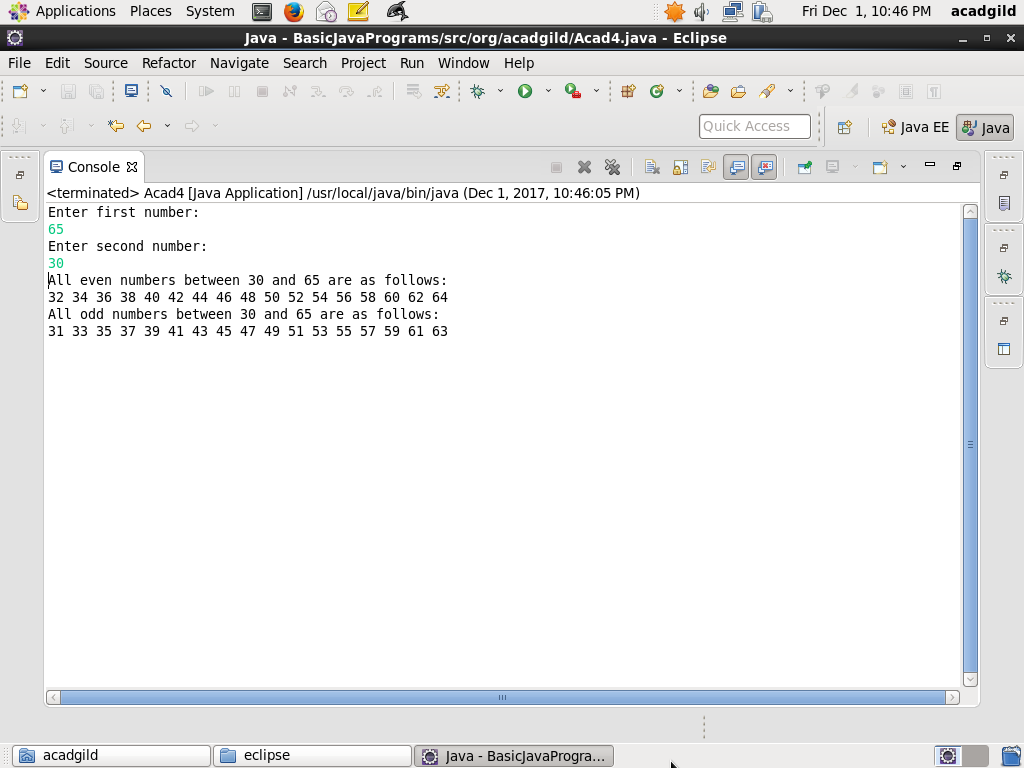 Applications Places System Fri Dec 1, 10:46 PM acadgild
Java - BasicJavaPrograms/src/org/acadgild/Acad4.java - Eclipse
File Edit Source Refactor Navigate Search Project Run Window Help
Quick Access Java EE Java
Console
<terminated> Acad4 [Java Application] /usr/local/java/bin/java (Dec 1, 2017, 10:46:05 PM)
Enter first number:
65
Enter second number:
30
All even numbers between 30 and 65 are as follows:
32 34 36 38 40 42 44 46 48 50 52 54 56 58 60 62 64
All odd numbers between 30 and 65 are as follows:
31 33 35 37 39 41 43 45 47 49 51 53 55 57 59 61 63
acadgild eclipse Java - BasicJavaProgra...